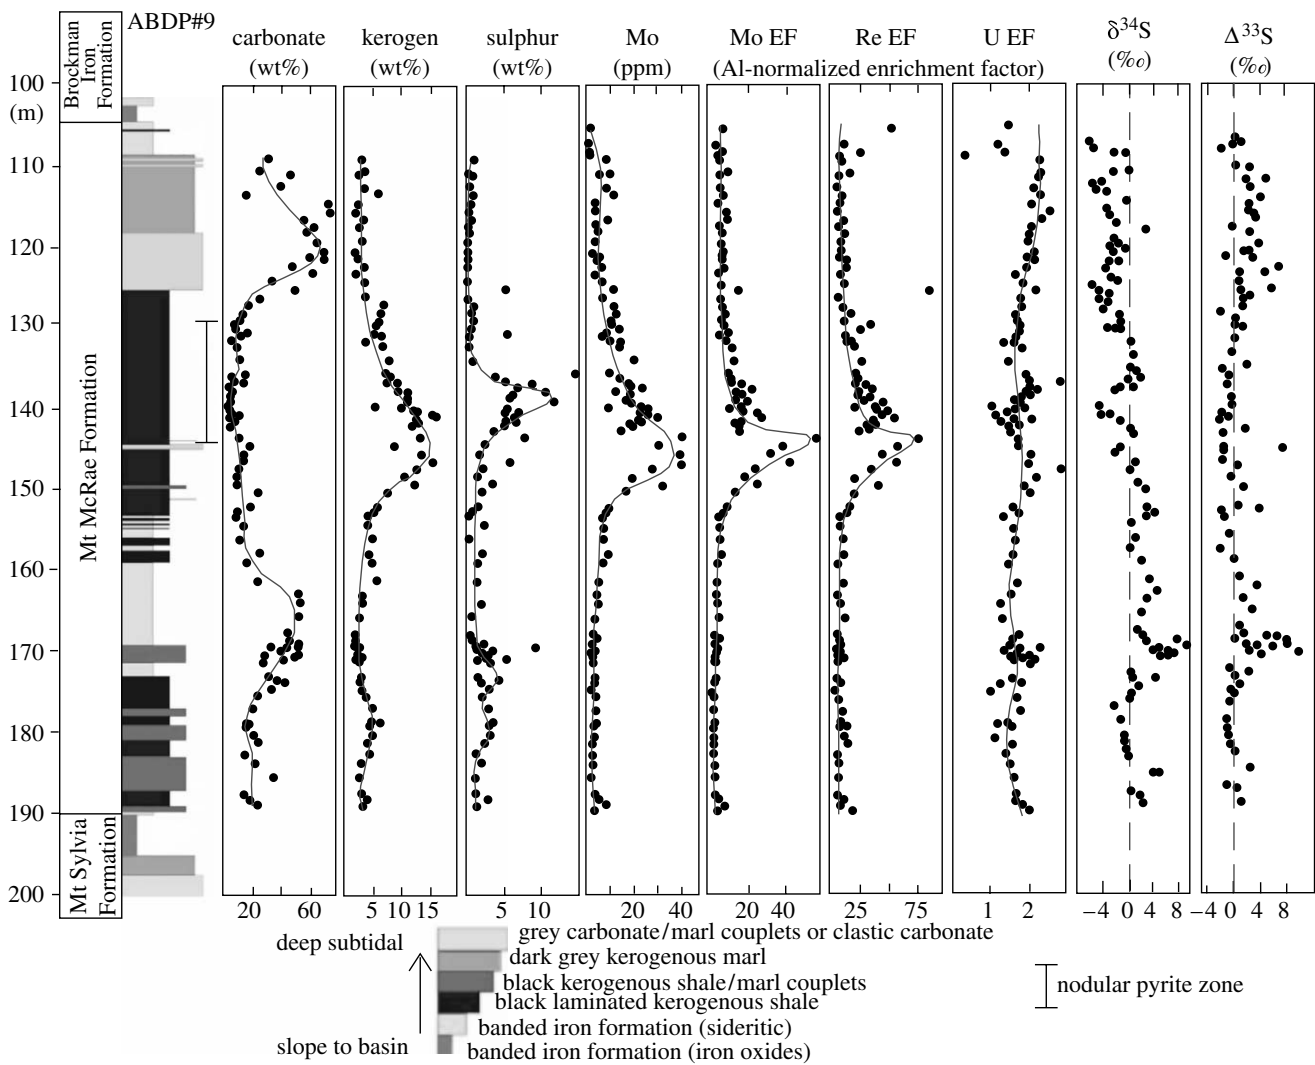 ABDP#9
Brockman
Iron
Formation
Mt McRae Formation
Mt Sylvia
Formation
carbonate
(wt%)
kerogen
(wt%)
sulphur
(wt%)
Mo
(ppm)
Mo EF
Re EF
U EF
(Al-normalized enrichment factor)
δ³⁴S
(‰)
Δ³³S
(‰)
100
(m)
110
120
130
140
150
160
170
180
190
200
20 60
5 10 15
5 10
20 40
20 40
25 75
1 2
−4 0 4 8
−4 0 4 8
deep subtidal
slope to basin
grey carbonate/marl couplets or clastic carbonate
dark grey kerogenous marl
black kerogenous shale/marl couplets
black laminated kerogenous shale
banded iron formation (sideritic)
banded iron formation (iron oxides)
nodular pyrite zone